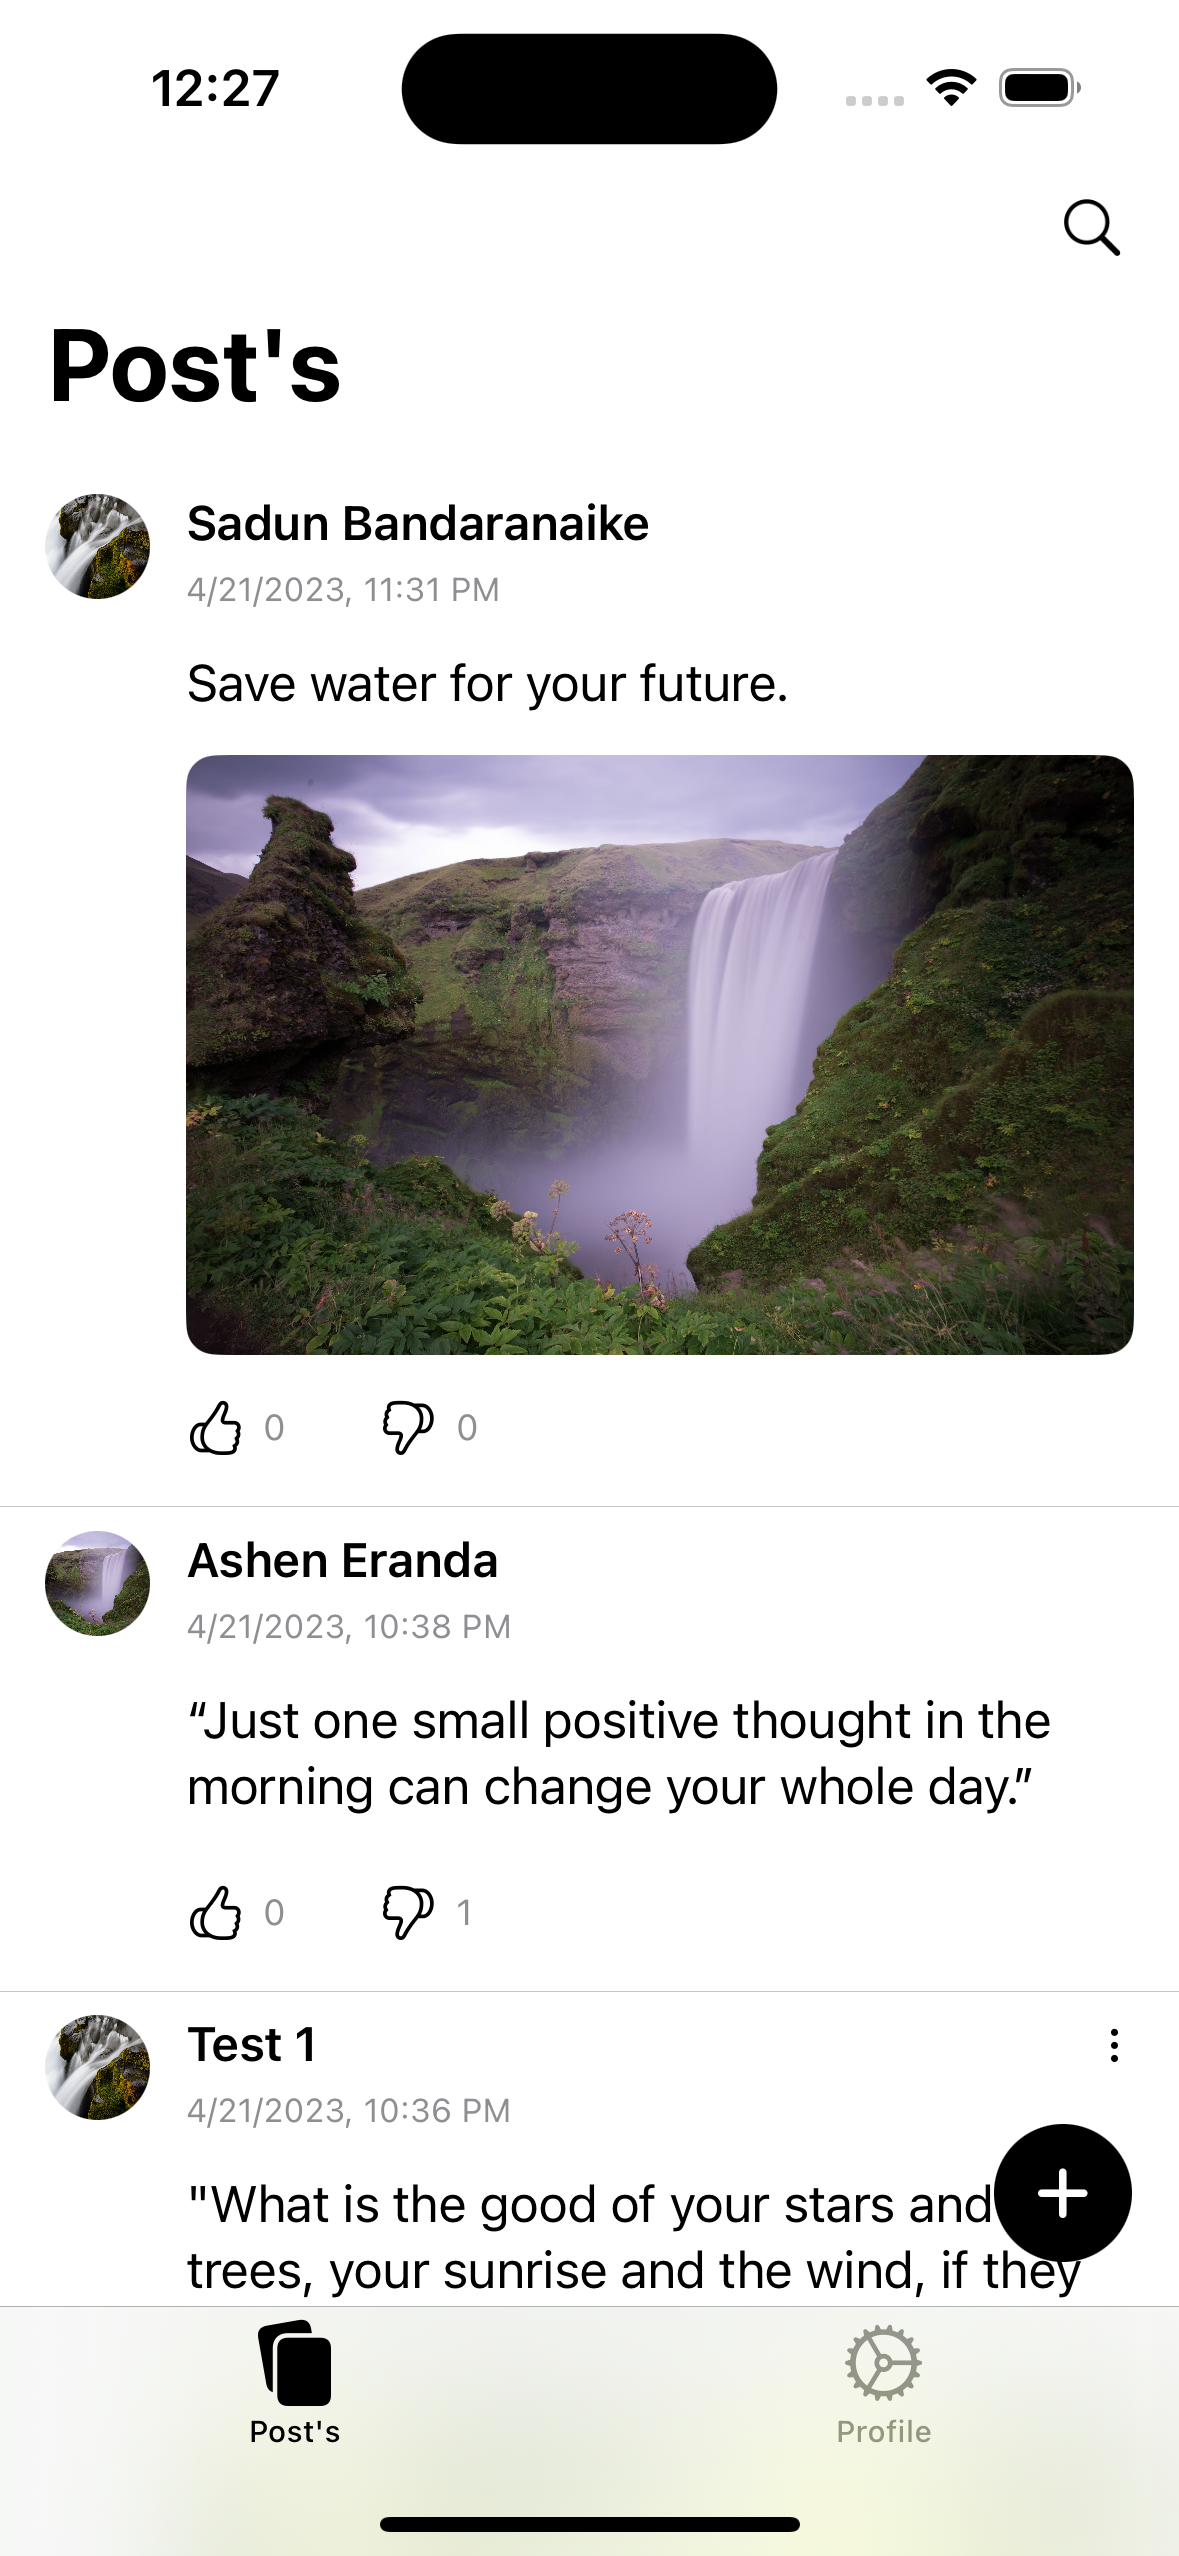 12:27
Post's
Sadun Bandaranaike
4/21/2023, 11:31 PM
Save water for your future.
0 0
Ashen Eranda
4/21/2023, 10:38 PM
“Just one small positive thought in the
morning can change your whole day.”
0 1
Test 1
4/21/2023, 10:36 PM
"What is the good of your stars and
trees, your sunrise and the wind, if they
Post's Profile